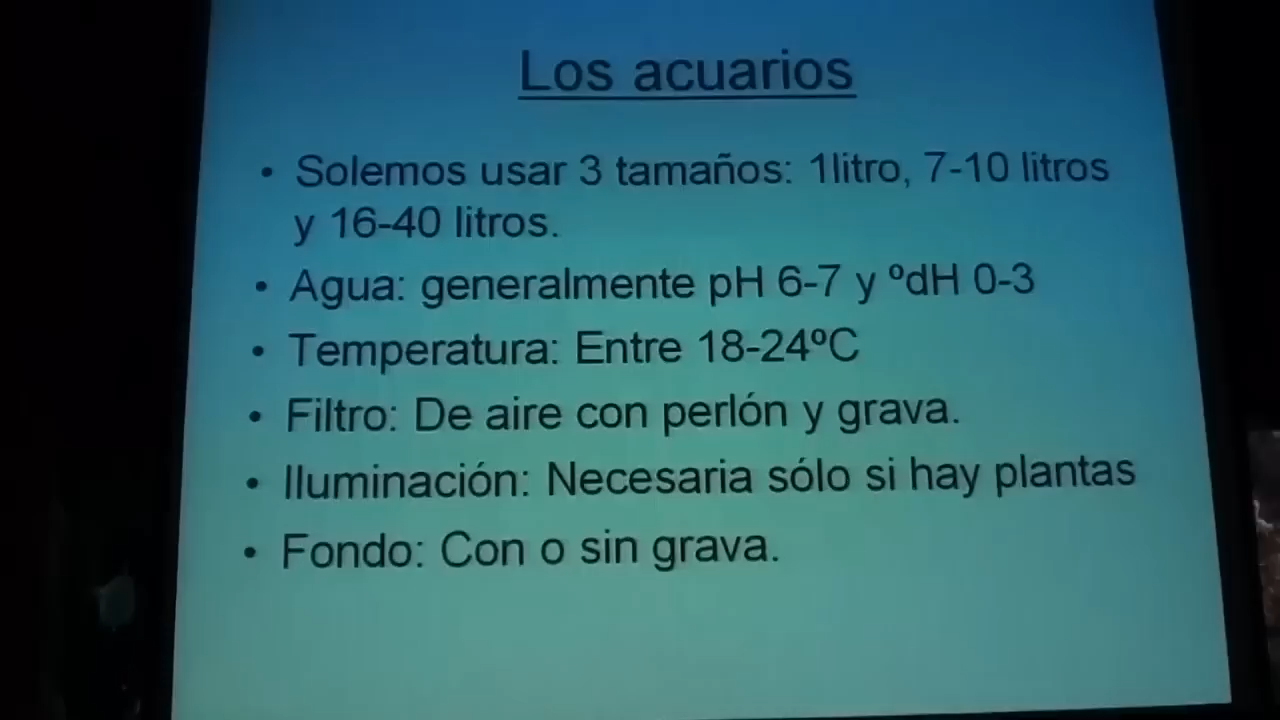 Los acuarios
• Solemos usar 3 tamaños: 1litro, 7-10 litros
y 16-40 litros.
• Agua: generalmente pH 6-7 y ºdH 0-3
• Temperatura: Entre 18-24ºC
• Filtro: De aire con perlón y grava.
• Iluminación: Necesaria sólo si hay plantas
• Fondo: Con o sin grava.